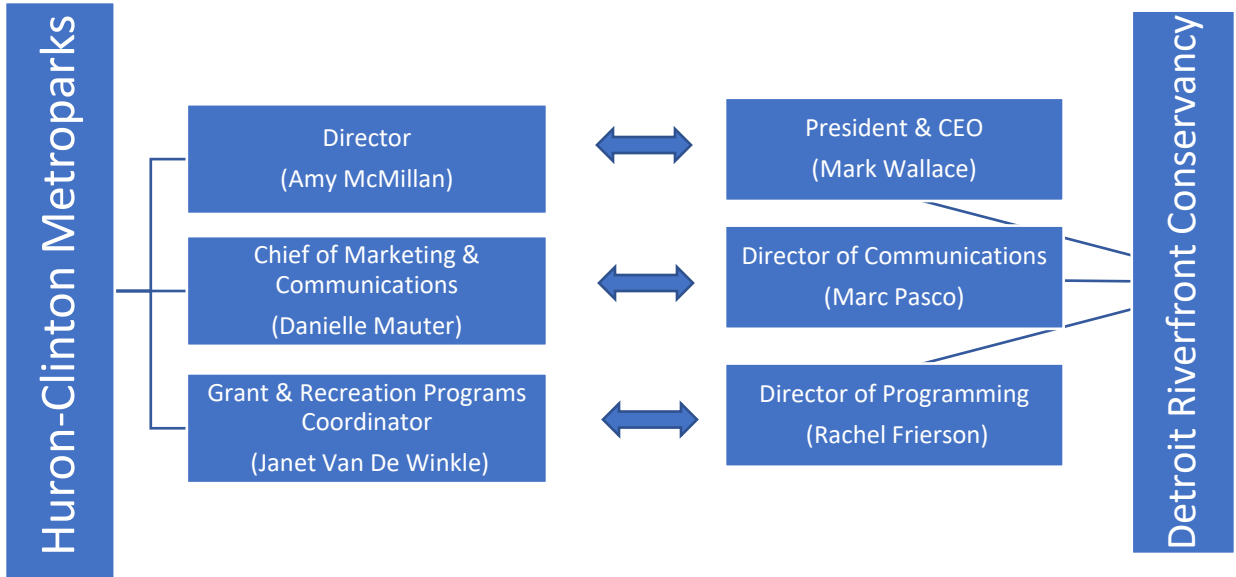 Huron-Clinton Metroparks
Director
(Amy McMillan)
Chief of Marketing &
Communications
(Danielle Mauter)
Grant & Recreation Programs
Coordinator
(Janet Van De Winkle)
President & CEO
(Mark Wallace)
Director of Communications
(Marc Pasco)
Director of Programming
(Rachel Frierson)
Detroit Riverfront Conservancy